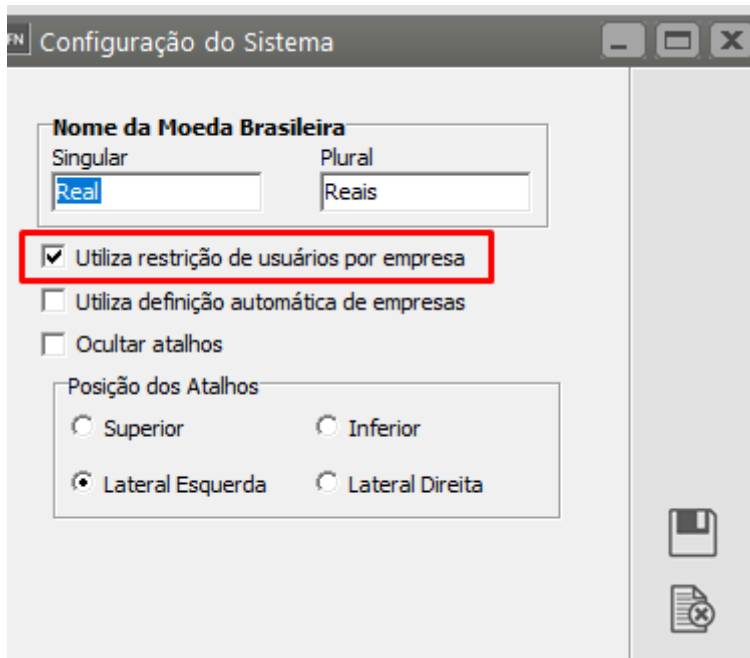 FN Configuração do Sistema
Nome da Moeda Brasileira
Singular Plural
Real Reais
Utiliza restrição de usuários por empresa
Utiliza definição automática de empresas
Ocultar atalhos
Posição dos Atalhos
Superior Inferior
Lateral Esquerda Lateral Direita